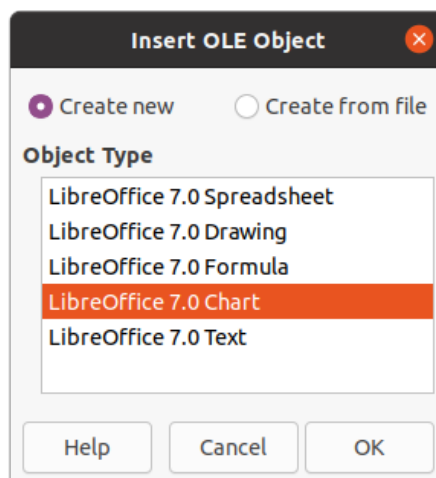 Insert OLE Object
Create new
Create from file
Object Type
LibreOffice 7.0 Spreadsheet
LibreOffice 7.0 Drawing
LibreOffice 7.0 Formula
LibreOffice 7.0 Chart
LibreOffice 7.0 Text
Help
Cancel
OK